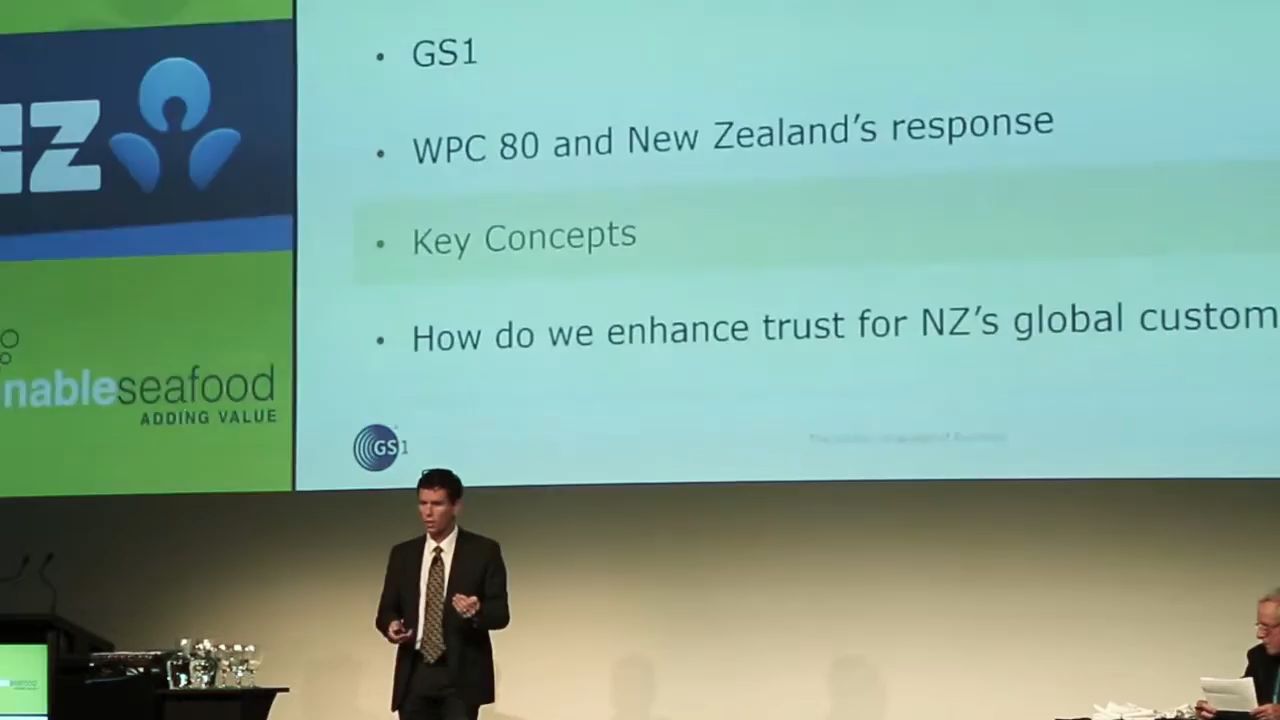 GS1
WPC 80 and New Zealand's response
Key Concepts
How do we enhance trust for NZ's global custom
NZ
nableseafood
ADDING VALUE
GS1